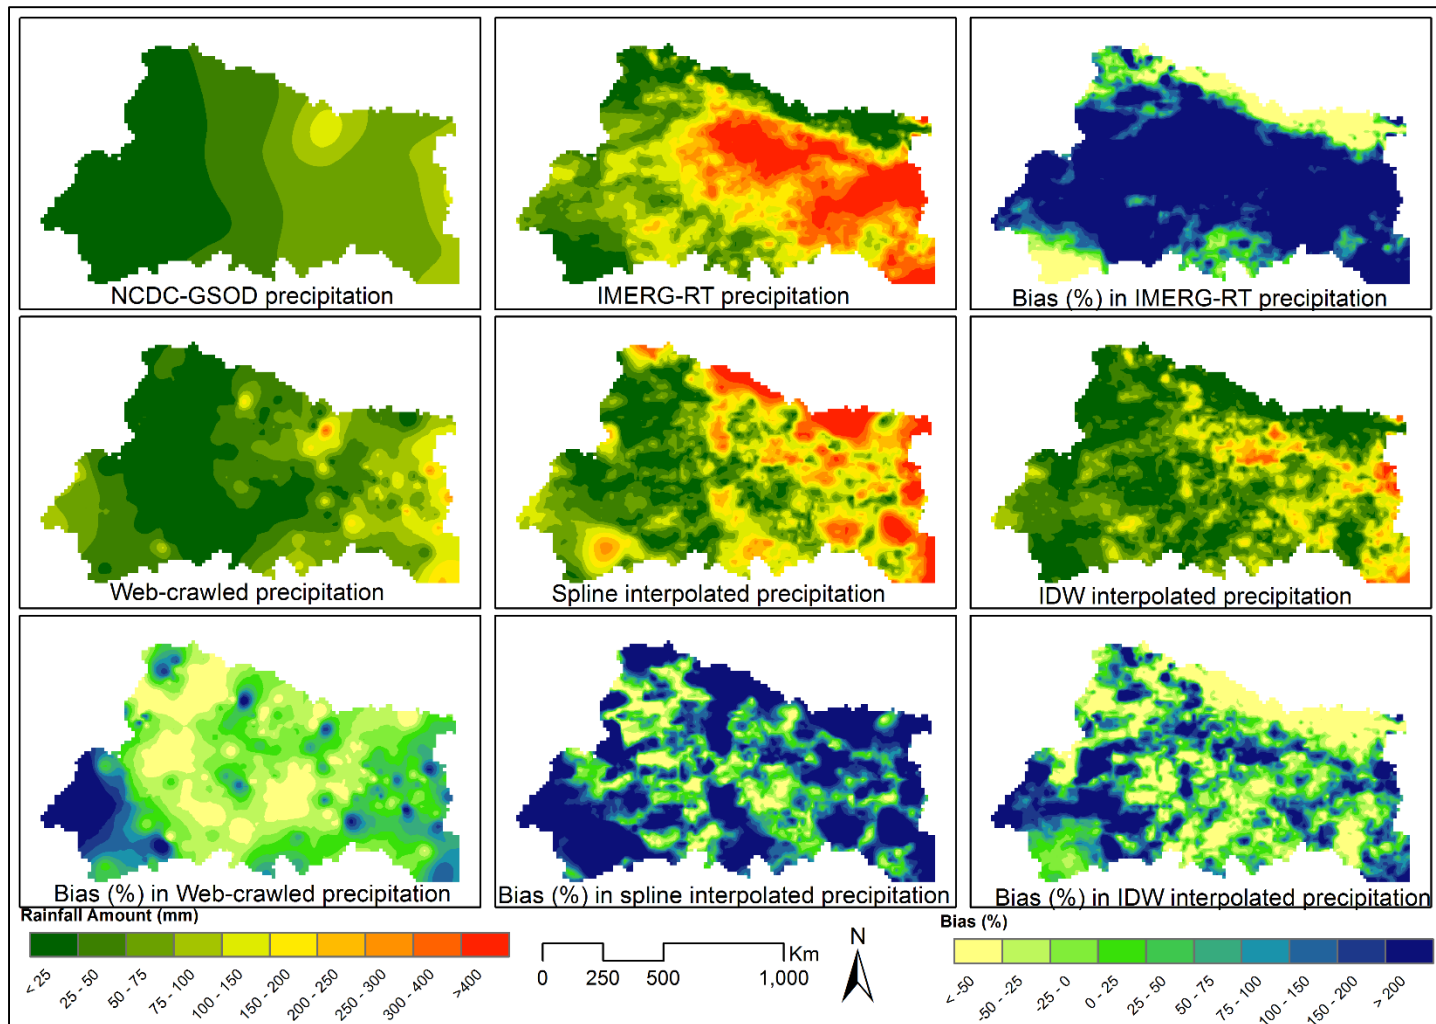 NCDC-GSOD precipitation
IMERG-RT precipitation
Bias (%) in IMERG-RT precipitation
Web-crawled precipitation
Spline interpolated precipitation
IDW interpolated precipitation
Bias (%) in Web-crawled precipitation
Bias (%) in spline interpolated precipitation
Bias (%) in IDW interpolated precipitation
Rainfall Amount (mm)
< 25
25 - 50
50 - 75
75 - 100
100 - 150
150 - 200
200 - 250
250 - 300
300 - 400
>400
Km
0 250 500 1,000
N
Bias (%)
< -50
-50 - -25
-25 - 0
0 - 25
25 - 50
50 - 75
75 - 100
100 - 150
150 - 200
> 200